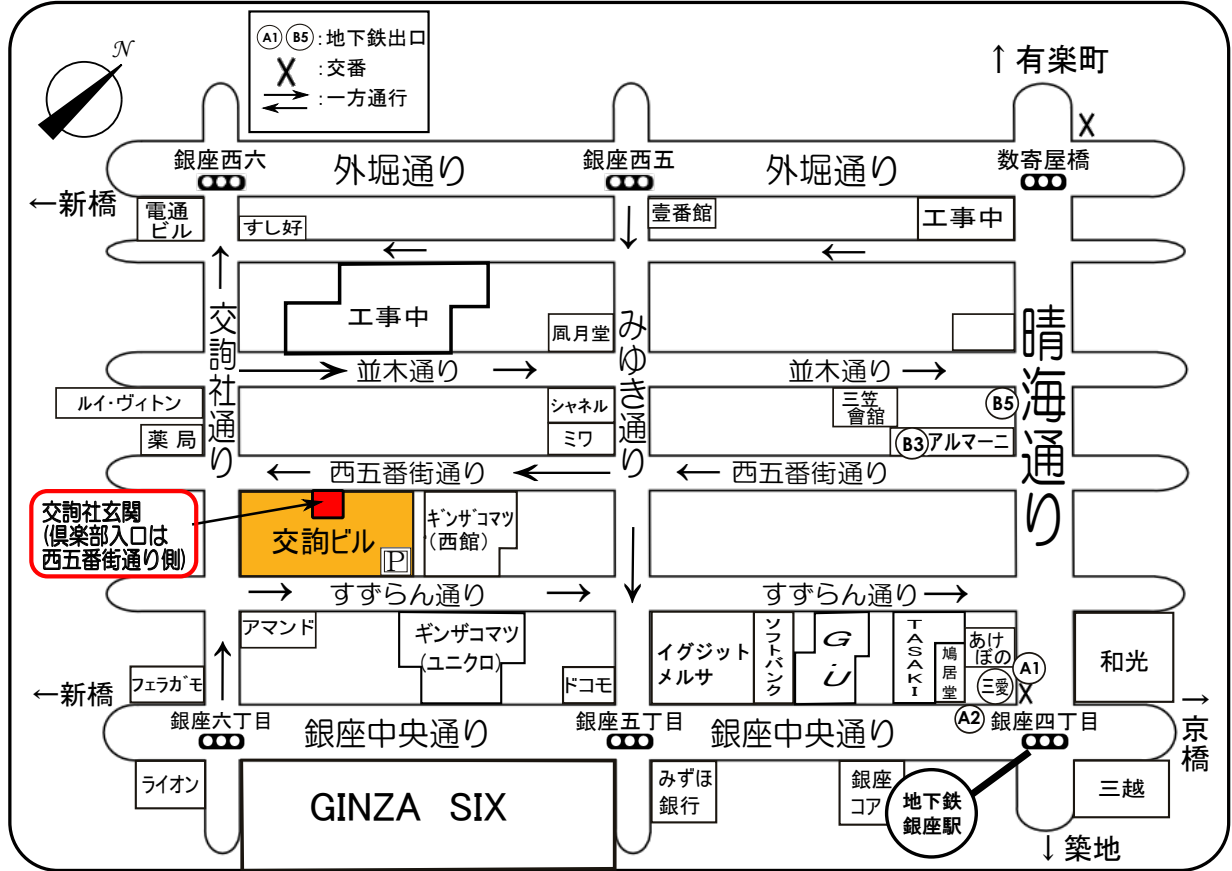 N
A1 B5:地下鉄出口
X :交番
:一方通行
↑有楽町
X
銀座西六
外堀通り
銀座西五
外堀通り
数寄屋橋
←新橋
電通
ビル
すし好
壹番館
工事中
工事中
凮月堂
交詢社通り
みゆき通り
晴海通り
並木通り
並木通り
ルイ・ヴィトン
シャネル
三笠
會舘
B5
薬局
ミワ
B3 アルマーニ
西五番街通り
西五番街通り
交詢社玄関
(倶楽部入口は
西五番街通り側)
交詢ビル
P
ギンザコマツ
(西館)
すずらん通り
すずらん通り
アマンド
ギンザコマツ
(ユニクロ)
イグジット
メルサ
ソフトバンク
G.U
TASAKI
鳩居堂
あけ
ぼの
三愛
A1
X
和光
←新橋
フェラガモ
ドコモ
A2
銀座六丁目
銀座中央通り
銀座五丁目
銀座中央通り
銀座四丁目
→京橋
ライオン
GINZA SIX
みずほ
銀行
銀座
コア
地下鉄
銀座駅
三越
↓築地